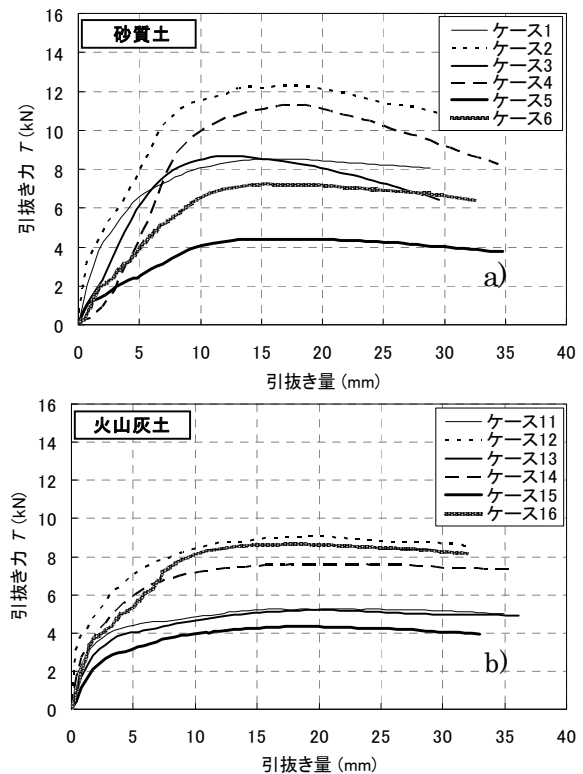 砂質土
ケース1
ケース2
ケース3
ケース4
ケース5
ケース6
16
14
12
10
8
6
4
2
0
引抜き力 T (kN)
a)
0 5 10 15 20 25 30 35 40
引抜き量 (mm)
火山灰土
ケース11
ケース12
ケース13
ケース14
ケース15
ケース16
16
14
12
10
8
6
4
2
0
引抜き力 T (kN)
b)
0 5 10 15 20 25 30 35 40
引抜き量 (mm)